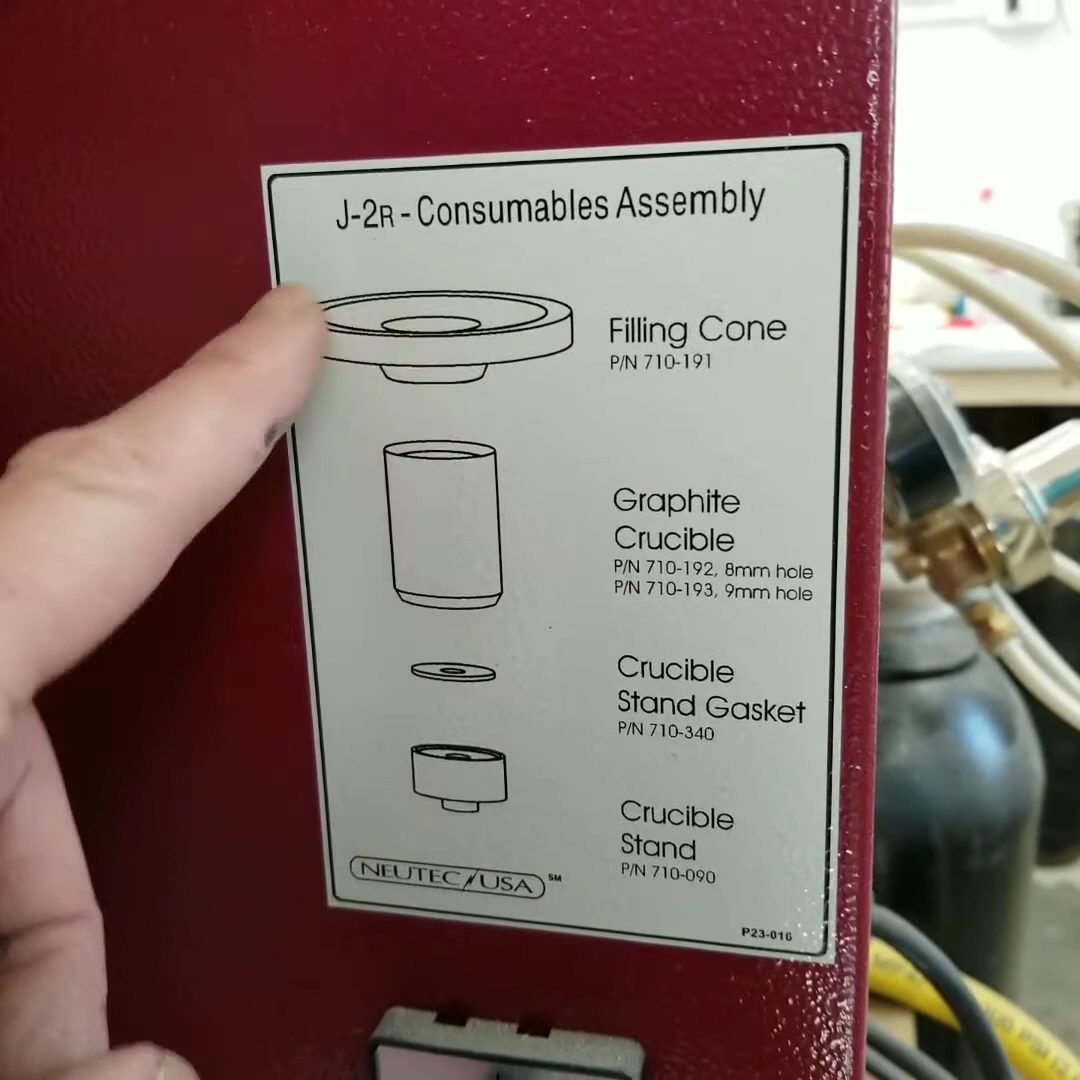 J-2R - Consumables Assembly
Filling Cone
P/N 710-191
Graphite
Crucible
P/N 710-192, 8mm hole
P/N 710-193, 9mm hole
Crucible
Stand Gasket
P/N 710-340
Crucible
Stand
P/N 710-090
NEUTEC/USA SM
P23-016